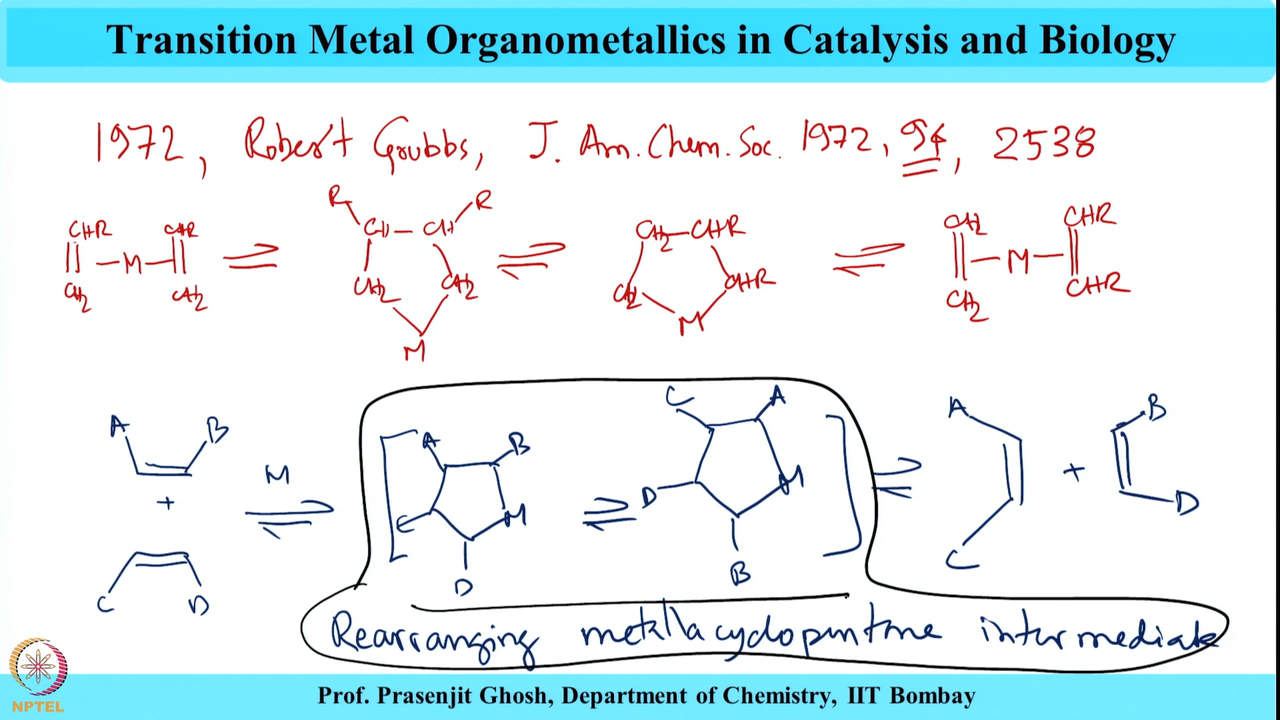 Transition Metal Organometallics in Catalysis and Biology
1972, Robert Grubbs, J. Am. Chem. Soc. 1972, 94, 2538
CHR CHR R R CH2 CHR CH2 CHR
M CH CH M
CH2 CH2 CH2 CH2 CH2 CHR CH2 CHR
M M
A B A B C A A B
M
+ C M D M +
C D D B C D
Rearranging metallacyclopentane intermediate
NPTEL
Prof. Prasenjit Ghosh, Department of Chemistry, IIT Bombay